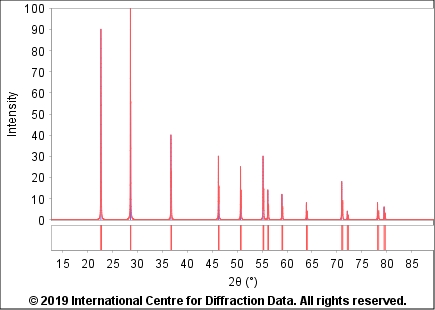 100
90
80
70
60
50
40
30
20
10
0
Intensity
15 20 25 30 35 40 45 50 55 60 65 70 75 80 85
2θ (°)
© 2019 International Centre for Diffraction Data. All rights reserved.